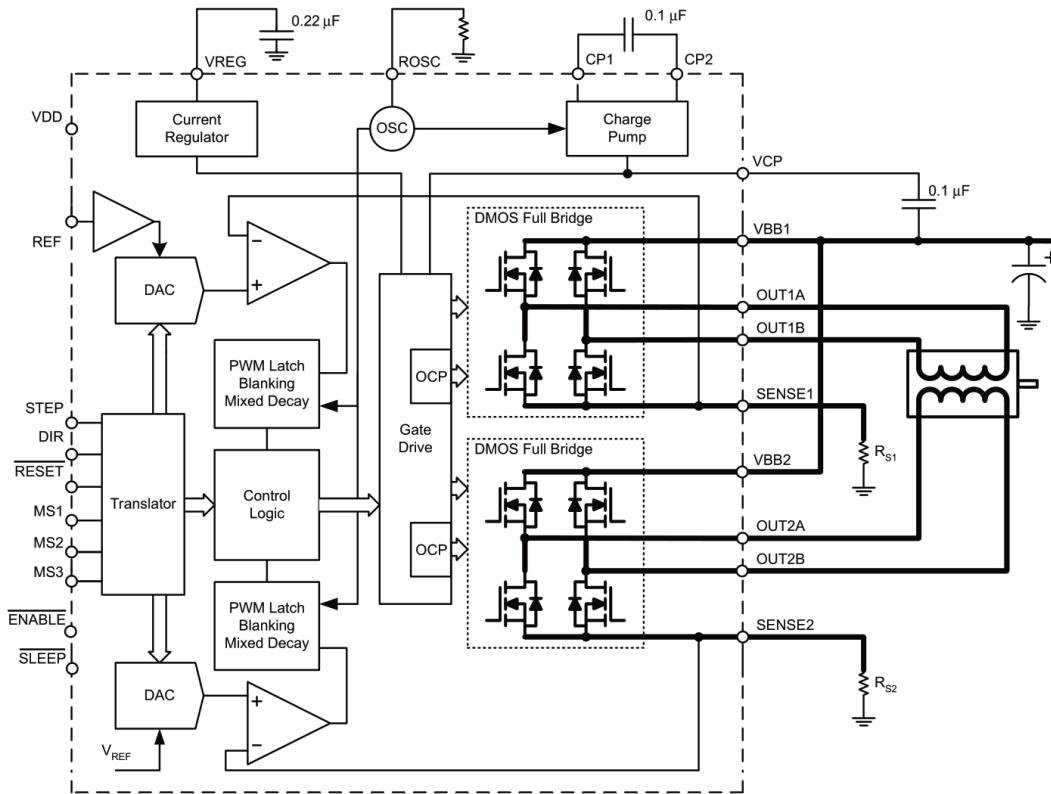 0.22 µF
0.1 µF
VREG
ROSC
CP1
CP2
VDD
Current
Regulator
OSC
Charge
Pump
VCP
0.1 µF
REF
DMOS Full Bridge
VBB1
−
+
+
DAC
OUT1A
OUT1B
PWM Latch
Blanking
Mixed Decay
OCP
STEP
DIR
SENSE1
Gate
Drive
DMOS Full Bridge
RS1
RESET
VBB2
Translator
Control
Logic
MS1
MS2
MS3
OUT2A
OCP
OUT2B
PWM Latch
Blanking
Mixed Decay
ENABLE
SENSE2
SLEEP
DAC
+
−
RS2
VREF